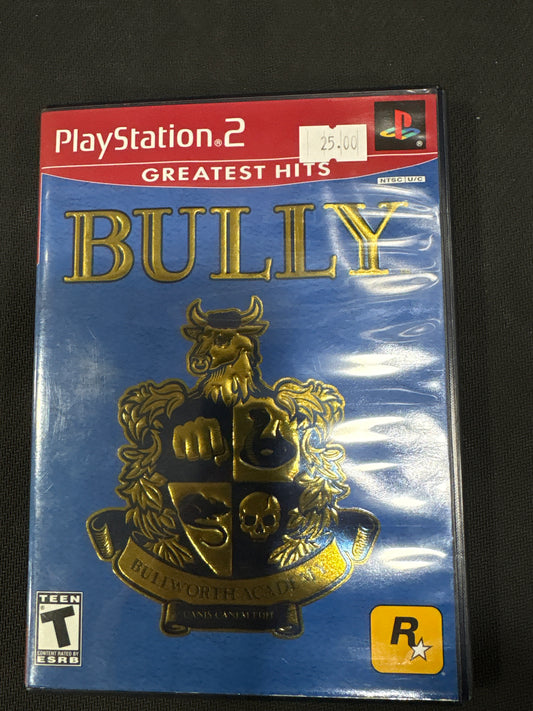 PlayStation®2
25.00
GREATEST HITS
NTSC U/C
BULLY
BULLWORTH ACADEMY
CANIS CANEM EDIT
TEEN
T
CONTENT RATED BY
ESRB
R